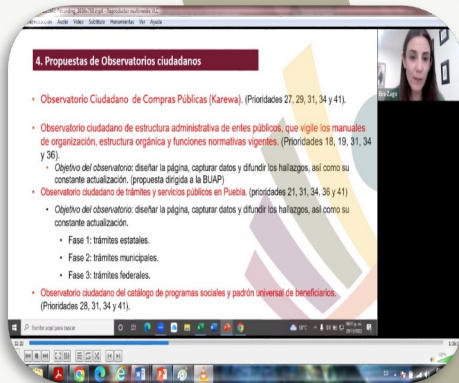 Audio Video Subtítulo Herramientas Ver Ayuda
4. Propuestas de Observatorios ciudadanos
• Observatorio Ciudadano de Compras Públicas (Karewa). (Prioridades 27, 29, 31, 34 y 41).
• Observatorio ciudadano de estructura administrativa de entes públicos, que vigile los manuales
de organización, estructura orgánica y funciones normativas vigentes. (Prioridades 18, 19, 31, 34
y 36).
• Objetivo del observatorio: diseñar la página, capturar datos y difundir los hallazgos, así como su
constante actualización. (propuesta dirigida a la BUAP)
• Observatorio ciudadano de trámites y servicios públicos en Puebla. (prioridades 21, 31, 34, 36 y 41)
• Objetivo del observatorio: diseñar la página, capturar datos y difundir los hallazgos, así como su
constante actualización.
• Fase 1: trámites estatales.
• Fase 2: trámites municipales.
• Fase 3: trámites federales.
• Observatorio ciudadano del catálogo de programas sociales y padrón universal de beneficiarios.
(Prioridades 28, 31, 34 y 41).